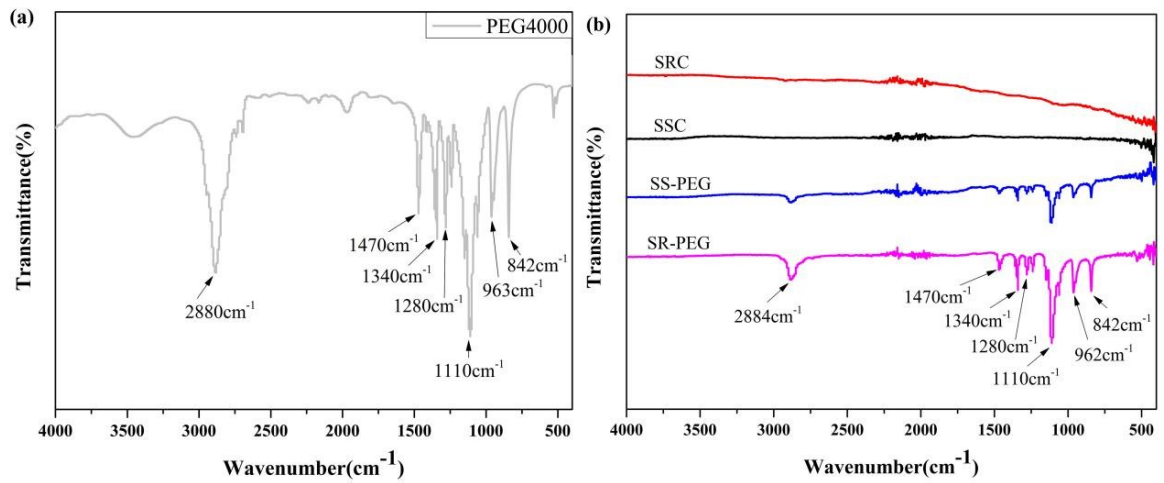 (a)
PEG4000
Transmittance(%)
2880cm-1
1470cm-1
1340cm-1
1280cm-1
1110cm-1
963cm-1
842cm-1
4000 3500 3000 2500 2000 1500 1000 500
Wavenumber(cm-1)
(b)
SRC
SSC
SS-PEG
SR-PEG
Transmittance(%)
2884cm-1
1470cm-1
1340cm-1
1280cm-1
1110cm-1
962cm-1
842cm-1
4000 3500 3000 2500 2000 1500 1000 500
Wavenumber(cm-1)